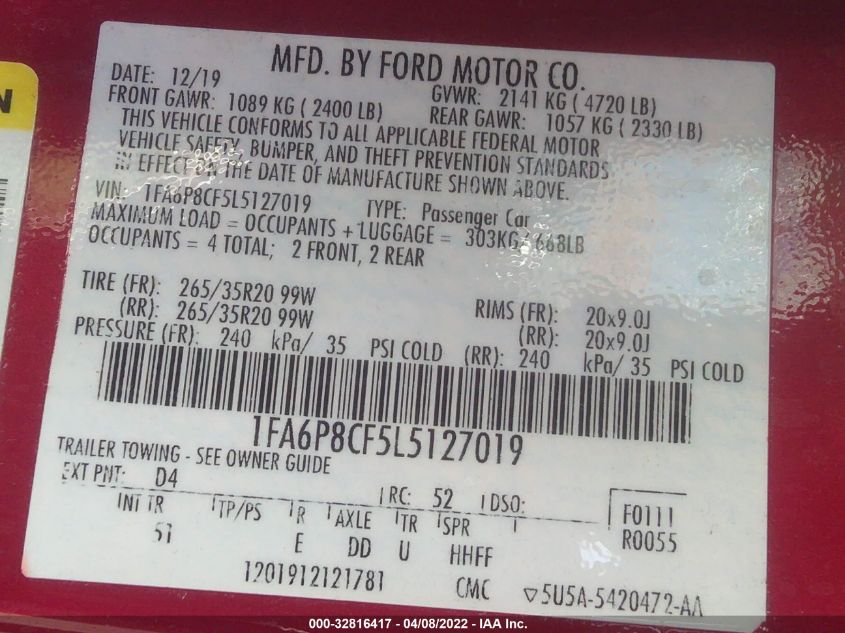 N
MFD. BY FORD MOTOR CO.
DATE: 12/19 GVWR: 2141 KG ( 4720 LB)
FRONT GAWR: 1089 KG ( 2400 LB) REAR GAWR: 1057 KG ( 2330 LB)
THIS VEHICLE CONFORMS TO ALL APPLICABLE FEDERAL MOTOR
VEHICLE SAFETY, BUMPER, AND THEFT PREVENTION STANDARDS
IN EFFECT ON THE DATE OF MANUFACTURE SHOWN ABOVE.
VIN: 1FA6P8CF5L5127019 TYPE: Passenger Car
MAXIMUM LOAD = OCCUPANTS + LUGGAGE = 303KG/ 668LB
OCCUPANTS = 4 TOTAL; 2 FRONT, 2 REAR
TIRE (FR): 265/35R20 99W RIMS (FR): 20x9.0J
(RR): 265/35R20 99W (RR): 20x9.0J
PRESSURE (FR): 240 kPa/ 35 PSI COLD (RR): 240 kPa/ 35 PSI COLD
1FA6P8CF5L5127019
TRAILER TOWING - SEE OWNER GUIDE
EXT PNT: D4 RC: 52 DSO: F0111
INT TR TP/PS R AXLE TR SPR R0055
5T E DD U HHFF
1201912121781 CMC ▽5U5A-5420472-AA
000-32816417 - 04/08/2022 - IAA Inc.